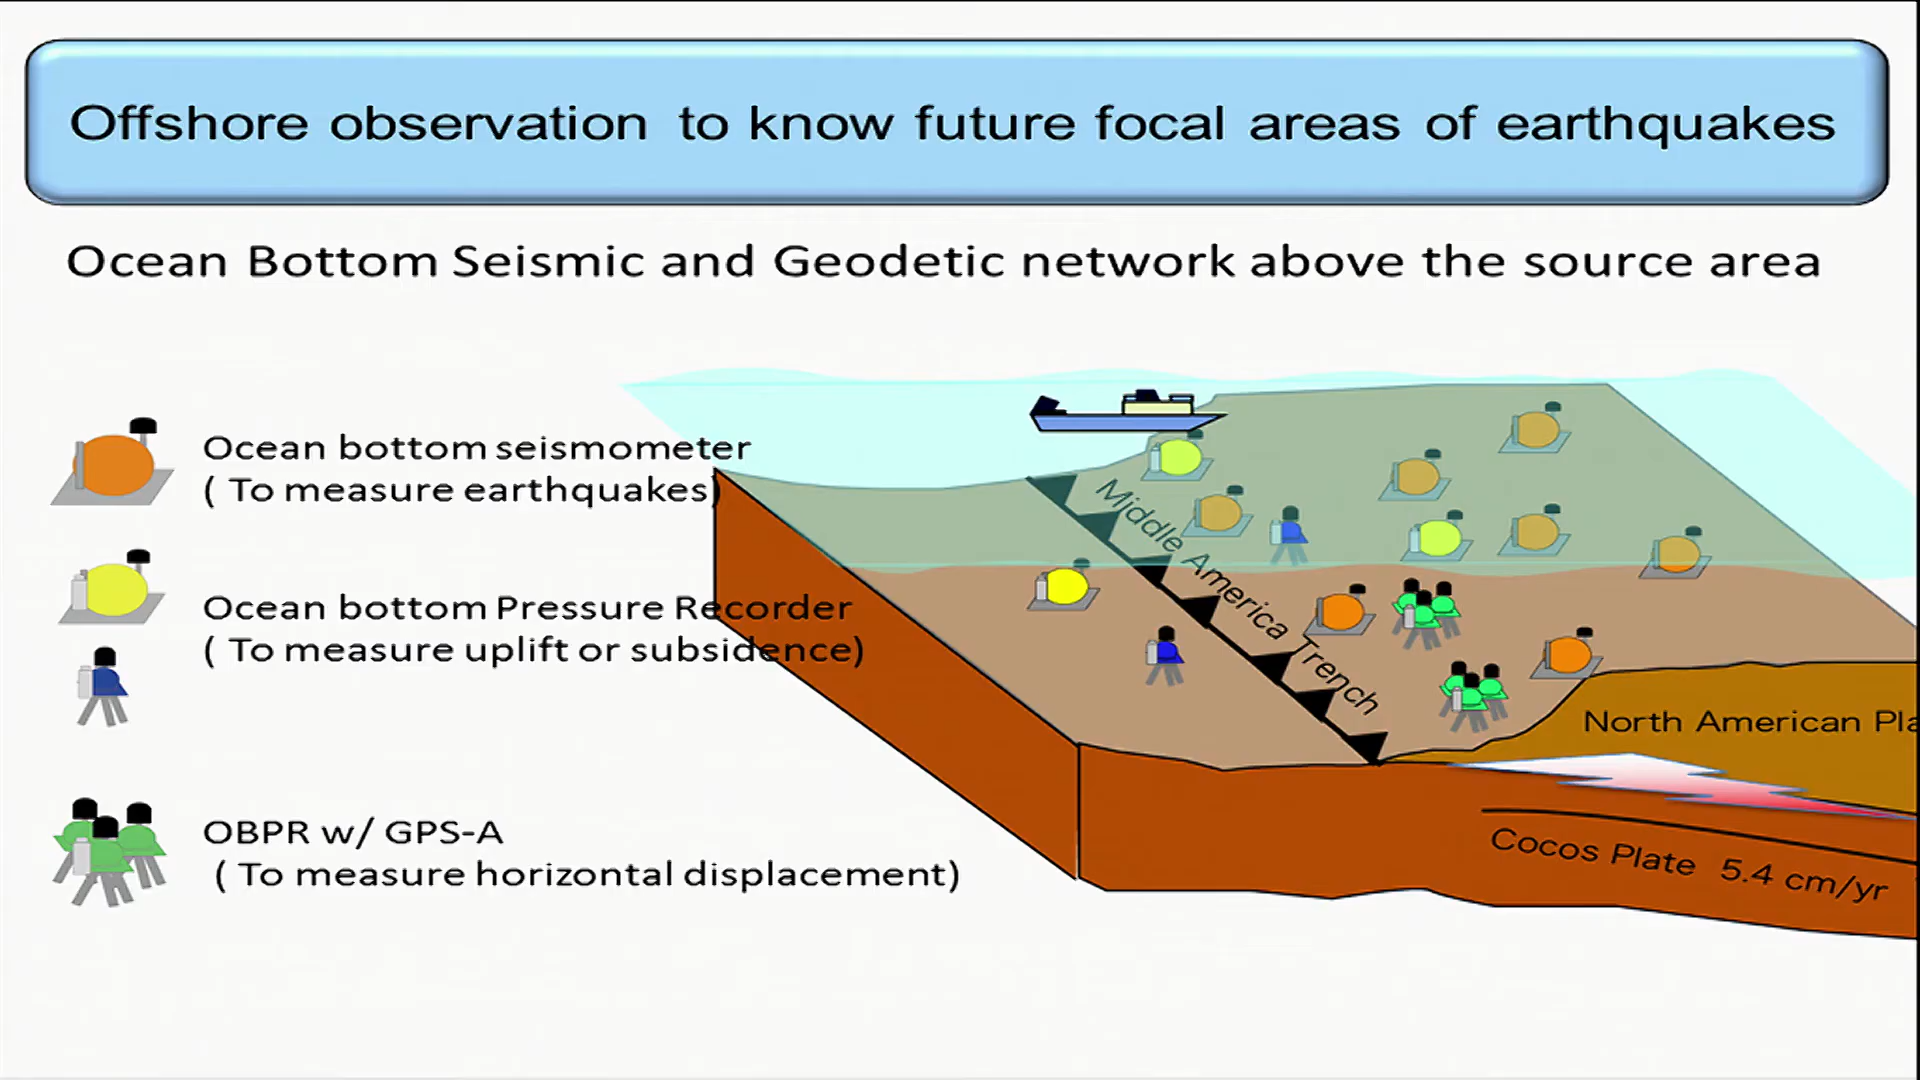 Offshore observation to know future focal areas of earthquakes
Ocean Bottom Seismic and Geodetic network above the source area
Ocean bottom seismometer
( To measure earthquakes)
Ocean bottom Pressure Recorder
( To measure uplift or subsidence)
OBPR w/ GPS-A
( To measure horizontal displacement)
Middle America Trench
North American Pla
Cocos Plate 5.4 cm/yr